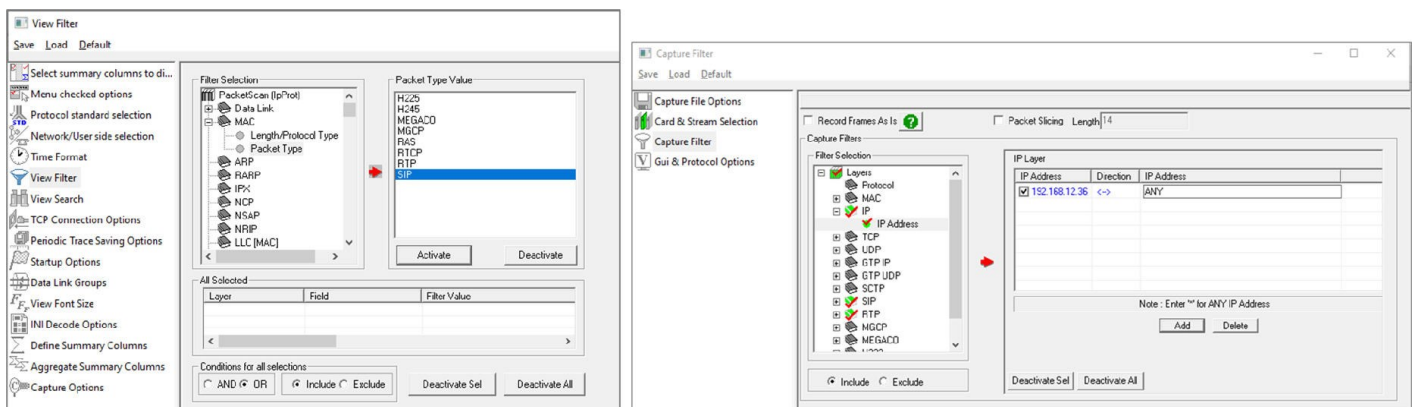 View Filter
Save Load Default
Select summary columns to di...
Menu checked options
Protocol standard selection
Network/User side selection
Time Format
View Filter
View Search
TCP Connection Options
Periodic Trace Saving Options
Startup Options
Data Link Groups
View Font Size
INI Decode Options
Define Summary Columns
Aggregate Summary Columns
Capture Options
Filter Selection
PacketScan (IpProt)
Data Link
MAC
Length/Protocol Type
Packet Type
ARP
RARP
IPX
NCP
NSAP
NRIP
LLC [MAC]
Packet Type Value
H225
H245
MEGACO
MGCP
RAS
RTCP
RTP
SIP
Activate Deactivate
All Selected
Layer Field Filter Value
Conditions for all selections
AND OR Include Exclude Deactivate Sel Deactivate All
Capture Filter
Save Load Default
Capture File Options
Card & Stream Selection
Capture Filter
Gui & Protocol Options
Record Frames As Is Packet Slicing Length 14
Capture Filters
Filter Selection
Layers
Protocol
MAC
IP
IP Address
TCP
UDP
GTP IP
GTP UDP
SCTP
SIP
RTP
MGCP
MEGACO
Include Exclude
IP Layer
IP Address Direction IP Address
192.168.12.36 <-> ANY
Note : Enter '*' for ANY IP Address
Add Delete
Deactivate Sel Deactivate All